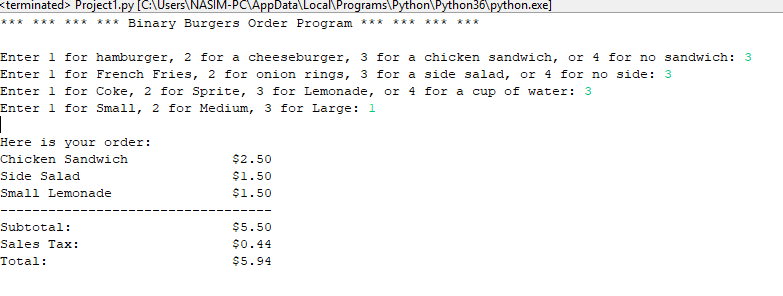 <terminated> Project1.py [C:\Users\NASIM-PC\AppData\Local\Programs\Python\Python36\python.exe]
*** *** *** *** Binary Burgers Order Program *** *** *** ***
Enter 1 for hamburger, 2 for a cheeseburger, 3 for a chicken sandwich, or 4 for no sandwich: 3
Enter 1 for French Fries, 2 for onion rings, 3 for a side salad, or 4 for no side: 3
Enter 1 for Coke, 2 for Sprite, 3 for Lemonade, or 4 for a cup of water: 3
Enter 1 for Small, 2 for Medium, 3 for Large: 1
Here is your order:
Chicken Sandwich $2.50
Side Salad $1.50
Small Lemonade $1.50
----------------------------------
Subtotal: $5.50
Sales Tax: $0.44
Total: $5.94